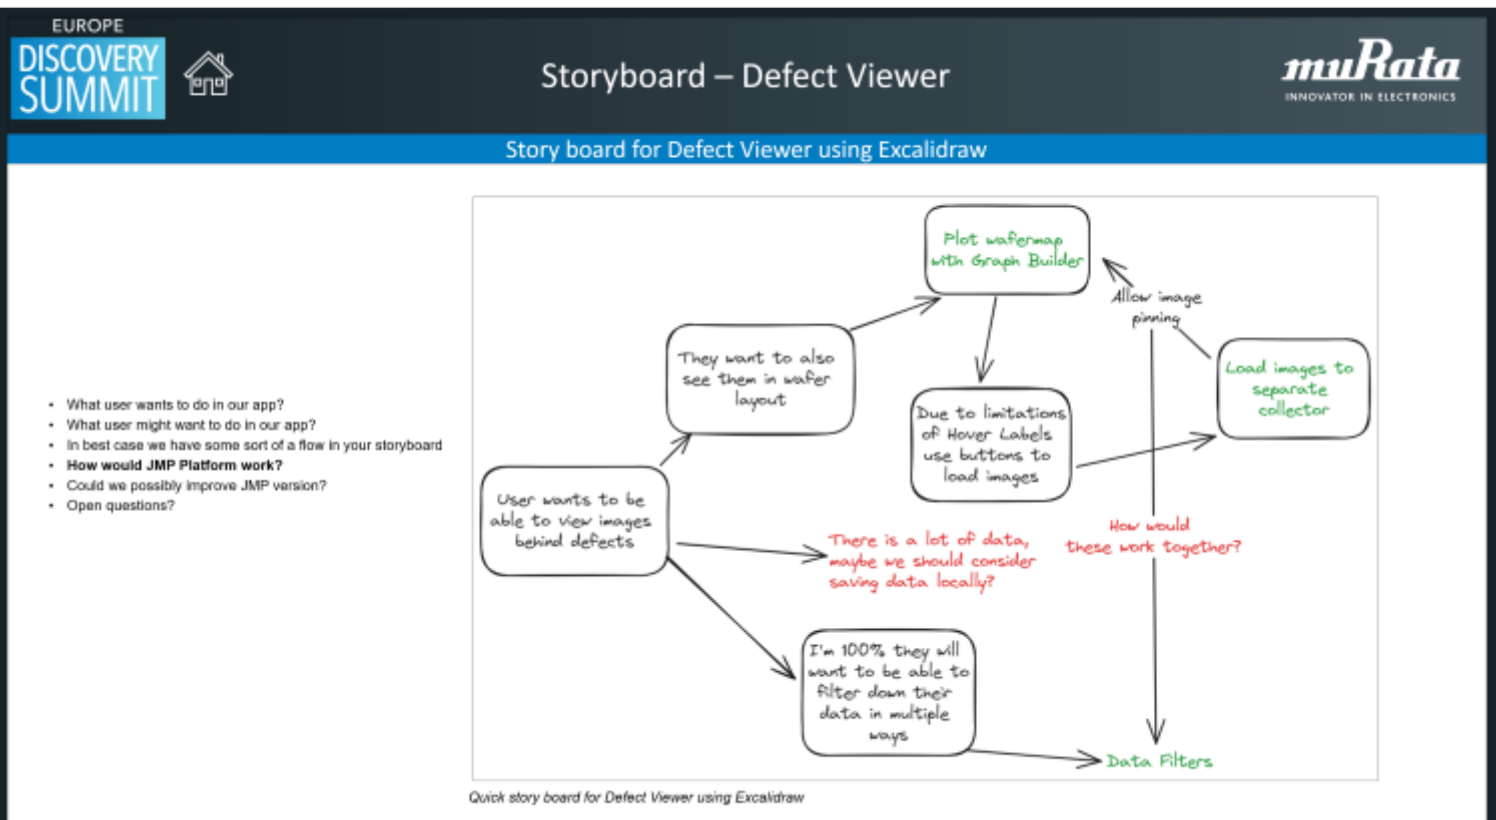 EUROPE
DISCOVERY
SUMMIT
Storyboard – Defect Viewer
muRata
INNOVATOR IN ELECTRONICS
Story board for Defect Viewer using Excalidraw
• What user wants to do in our app?
• What user might want to do in our app?
• In best case we have some sort of a flow in your storyboard
• How would JMP Platform work?
• Could we possibly improve JMP version?
• Open questions?
User wants to be
able to view images
behind defects
They want to also
see them in wafer
layout
Plot wafermap
with Graph Builder
Due to limitations
of Hover Labels
use buttons to
load images
Load images to
separate
collector
Allow image
pinning
There is a lot of data,
maybe we should consider
saving data locally?
How would
these work together?
I'm 100% they will
want to be able to
filter down their
data in multiple
ways
Data Filters
Quick story board for Defect Viewer using Excalidraw